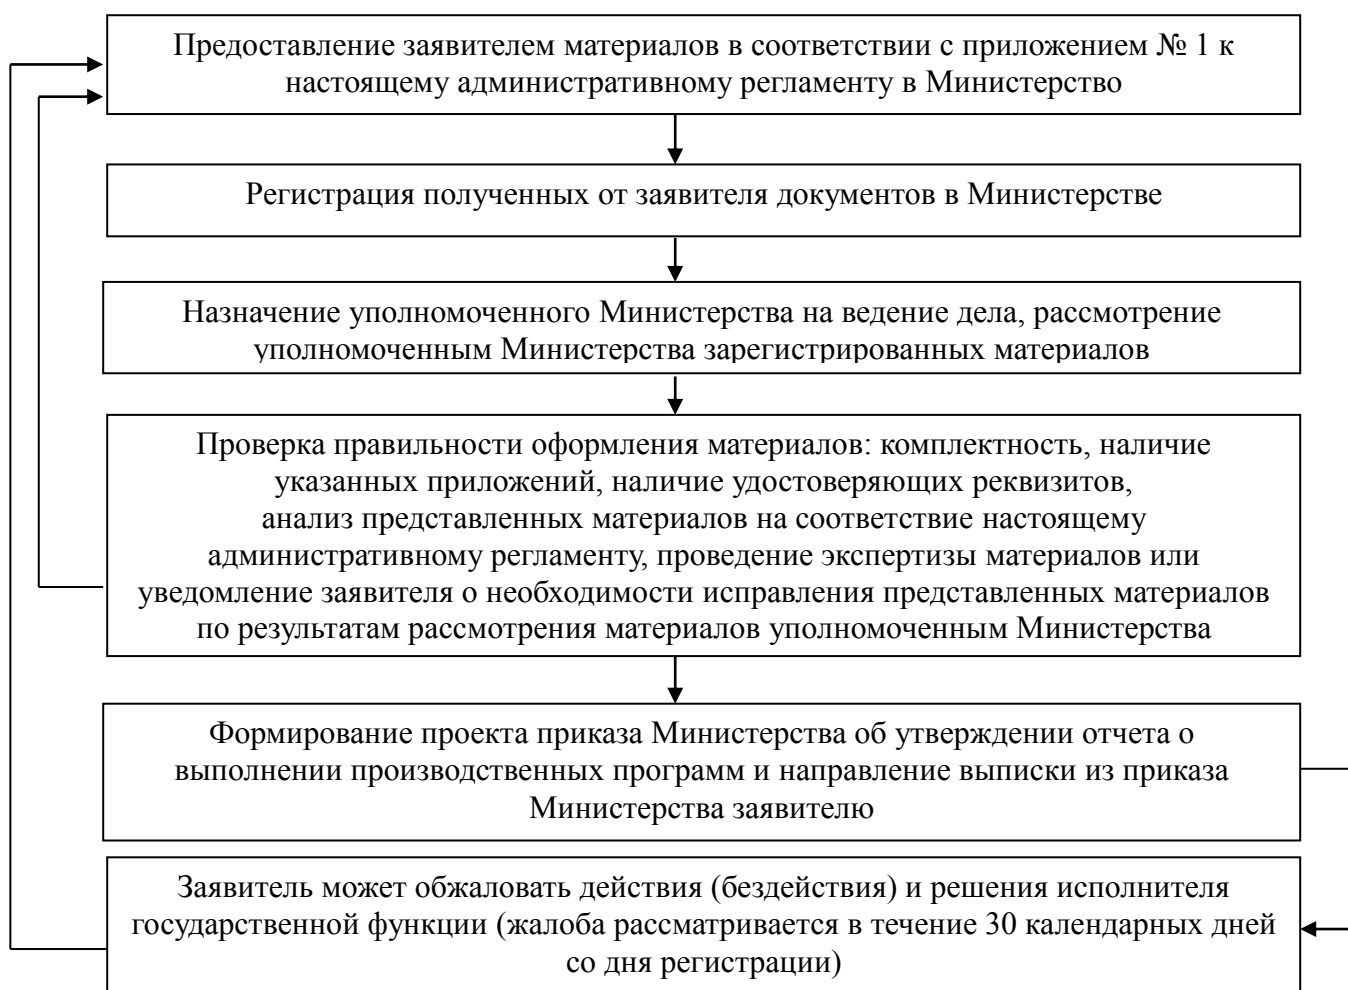 Предоставление заявителем материалов в соответствии с приложением № 1 к
настоящему административному регламенту в Министерство
Регистрация полученных от заявителя документов в Министерстве
Назначение уполномоченного Министерства на ведение дела, рассмотрение
уполномоченным Министерства зарегистрированных материалов
Проверка правильности оформления материалов: комплектность, наличие
указанных приложений, наличие удостоверяющих реквизитов,
анализ представленных материалов на соответствие настоящему
административному регламенту, проведение экспертизы материалов или
уведомление заявителя о необходимости исправления представленных материалов
по результатам рассмотрения материалов уполномоченным Министерства
Формирование проекта приказа Министерства об утверждении отчета о
выполнении производственных программ и направление выписки из приказа
Министерства заявителю
Заявитель может обжаловать действия (бездействия) и решения исполнителя
государственной функции (жалоба рассматривается в течение 30 календарных дней
со дня регистрации)